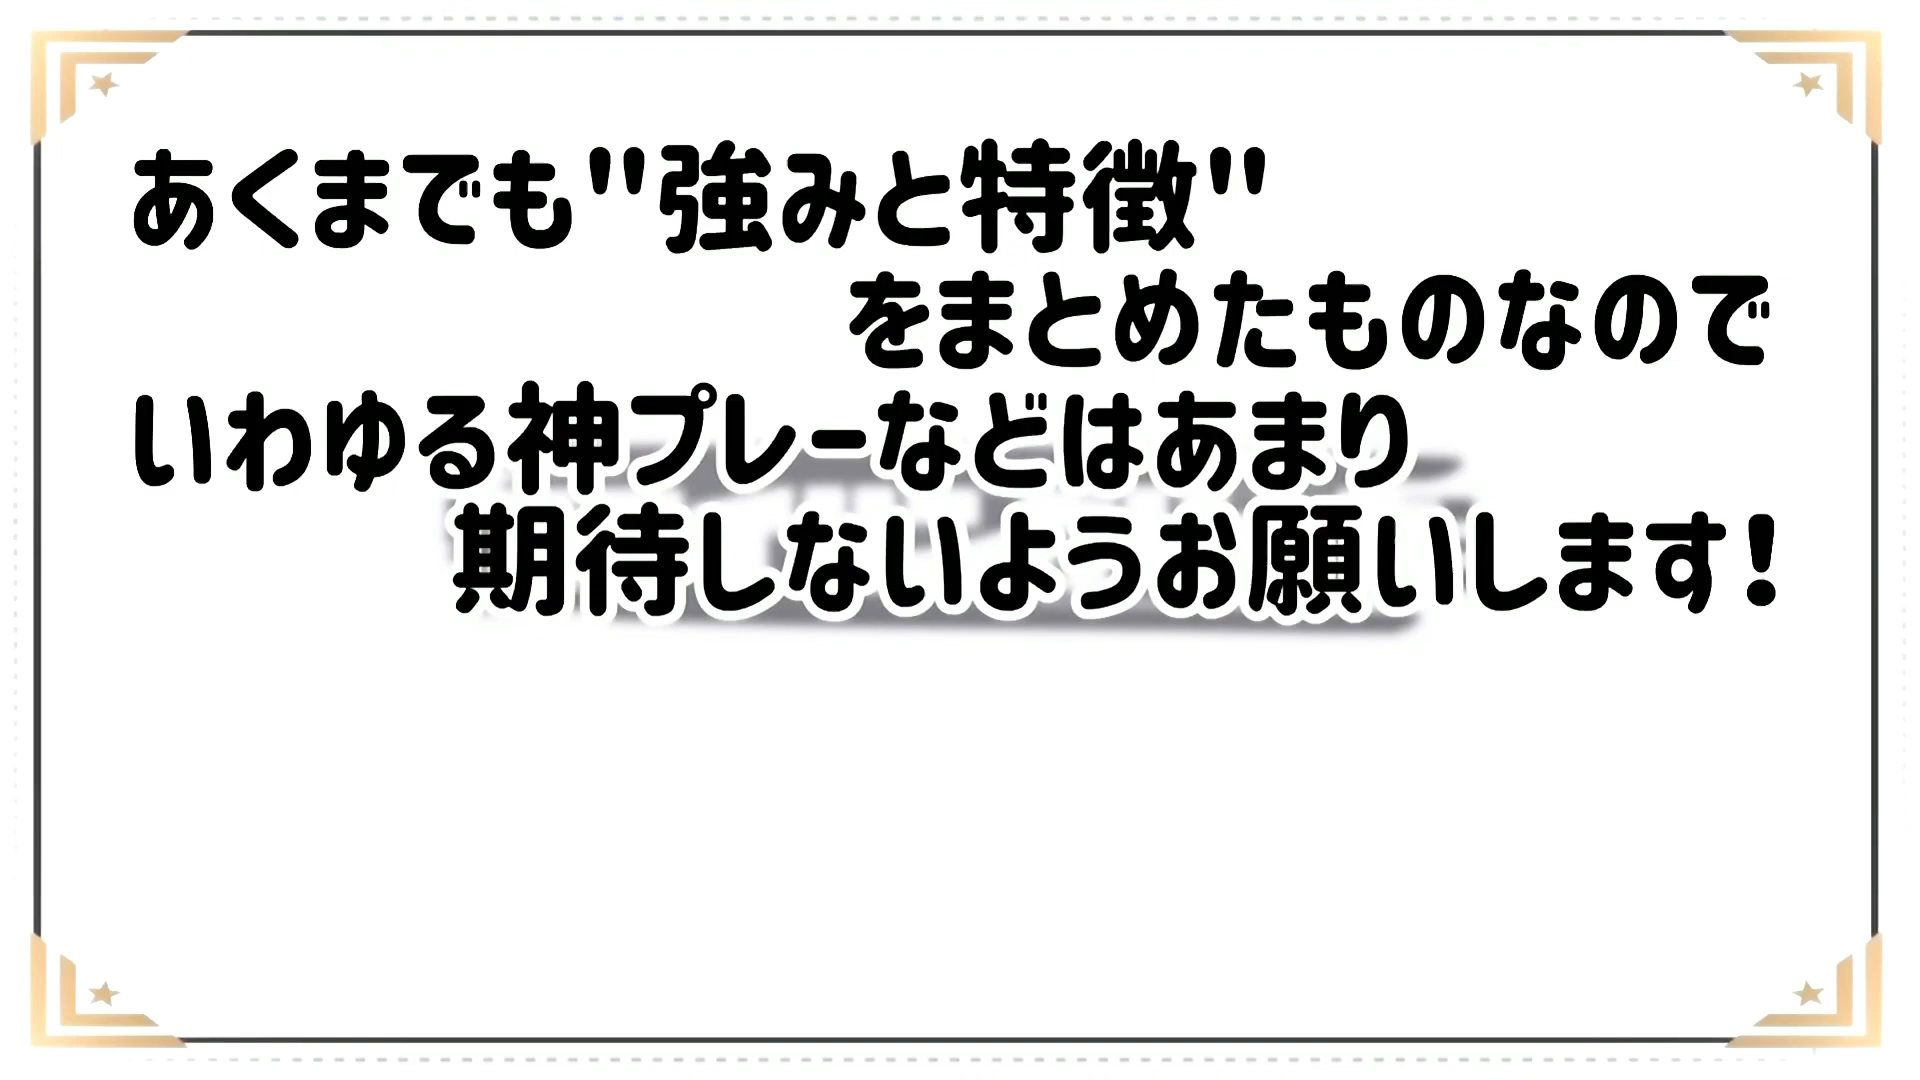 あくまでも"強みと特徴"
をまとめたものなので
いわゆる神プレーなどはあまり
期待しないようお願いします!